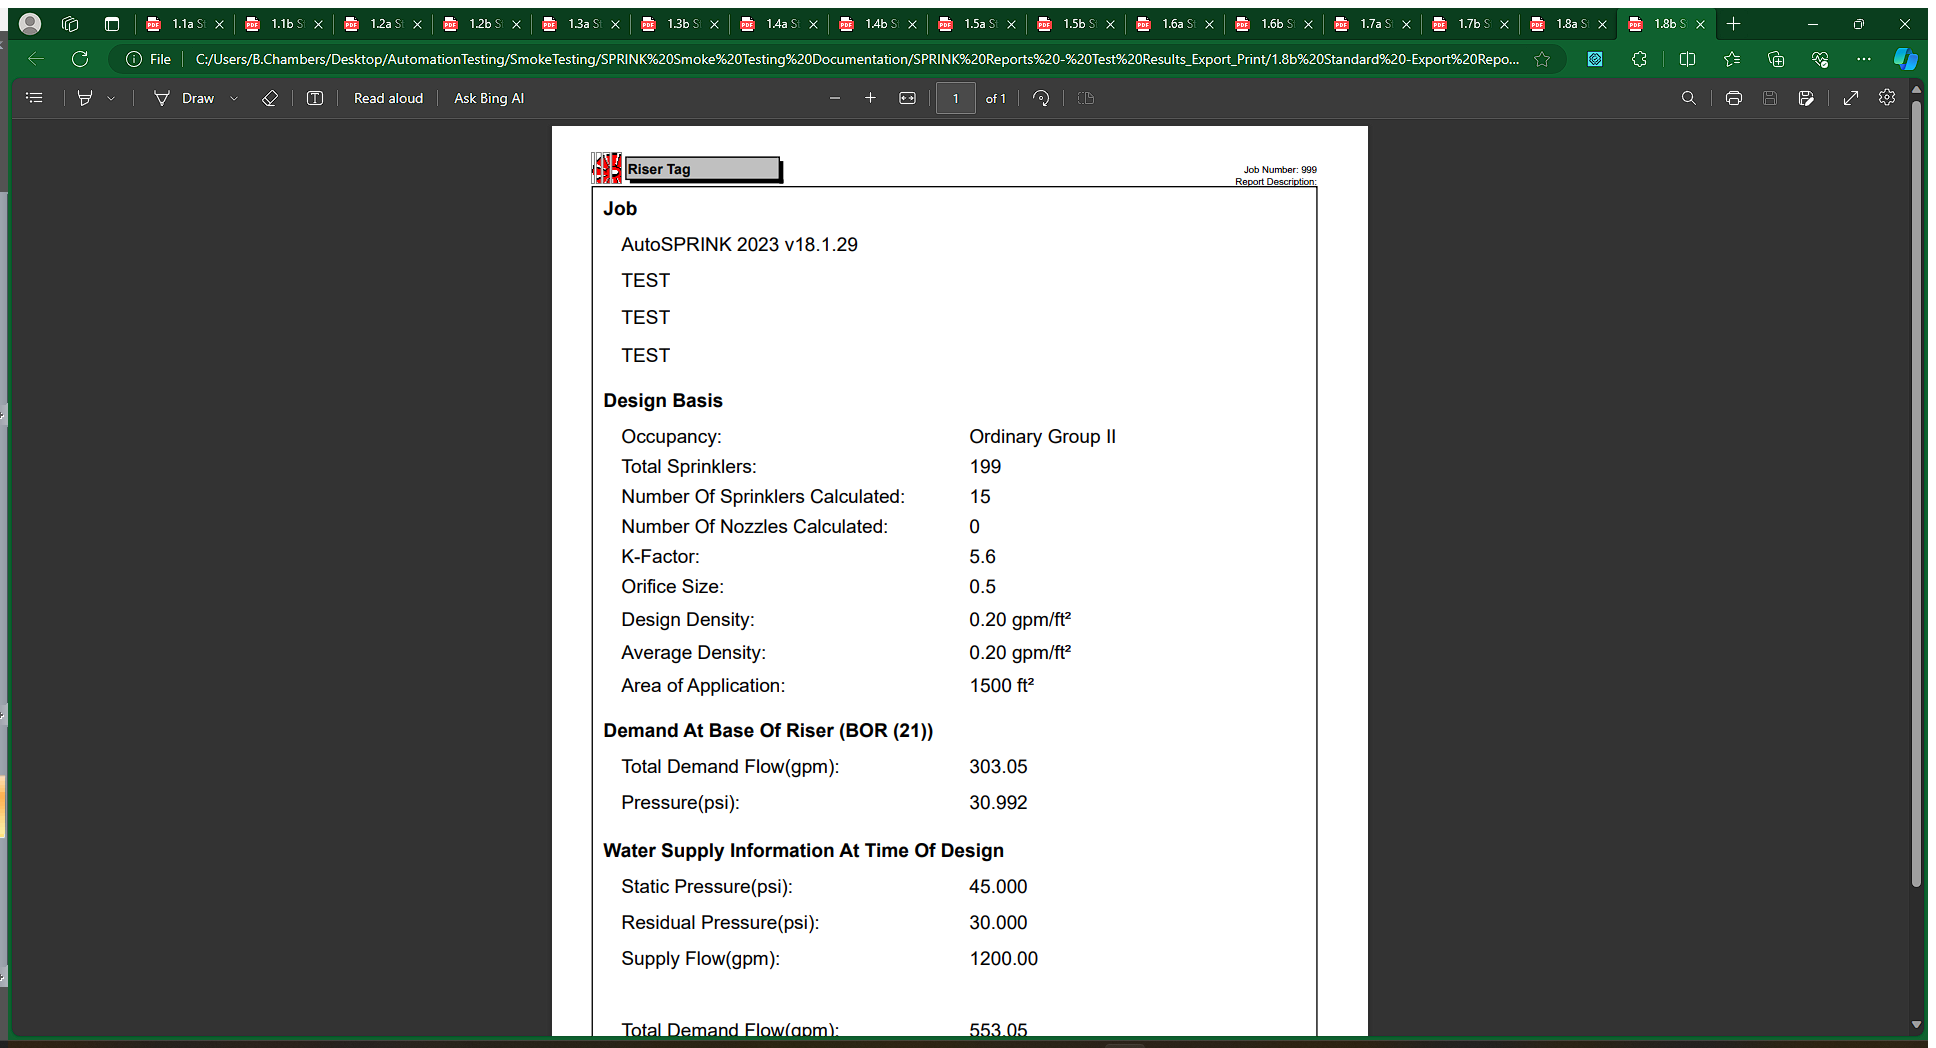 1.1a S
1.1b S
1.2a S
1.2b S
1.3a S
1.3b S
1.4a S
1.4b S
1.5a S
1.5b S
1.6a S
1.6b S
1.7a S
1.7b S
1.8a S
1.8b S
File
C:/Users/B.Chambers/Desktop/AutomationTesting/SmokeTesting/SPRINK%20Smoke%20Testing%20Documentation/SPRINK%20Reports%20-%20Test%20Results_Export_Print/1.8b%20Standard%20-Export%20Repo...
Draw
Read aloud
Ask Bing AI
1
of 1
Riser Tag
Job Number: 999
Report Description:
Job
AutoSPRINK 2023 v18.1.29
TEST
TEST
TEST
Design Basis
Occupancy: Ordinary Group II
Total Sprinklers: 199
Number Of Sprinklers Calculated: 15
Number Of Nozzles Calculated: 0
K-Factor: 5.6
Orifice Size: 0.5
Design Density: 0.20 gpm/ft²
Average Density: 0.20 gpm/ft²
Area of Application: 1500 ft²
Demand At Base Of Riser (BOR (21))
Total Demand Flow(gpm): 303.05
Pressure(psi): 30.992
Water Supply Information At Time Of Design
Static Pressure(psi): 45.000
Residual Pressure(psi): 30.000
Supply Flow(gpm): 1200.00
Total Demand Flow(gpm): 553.05